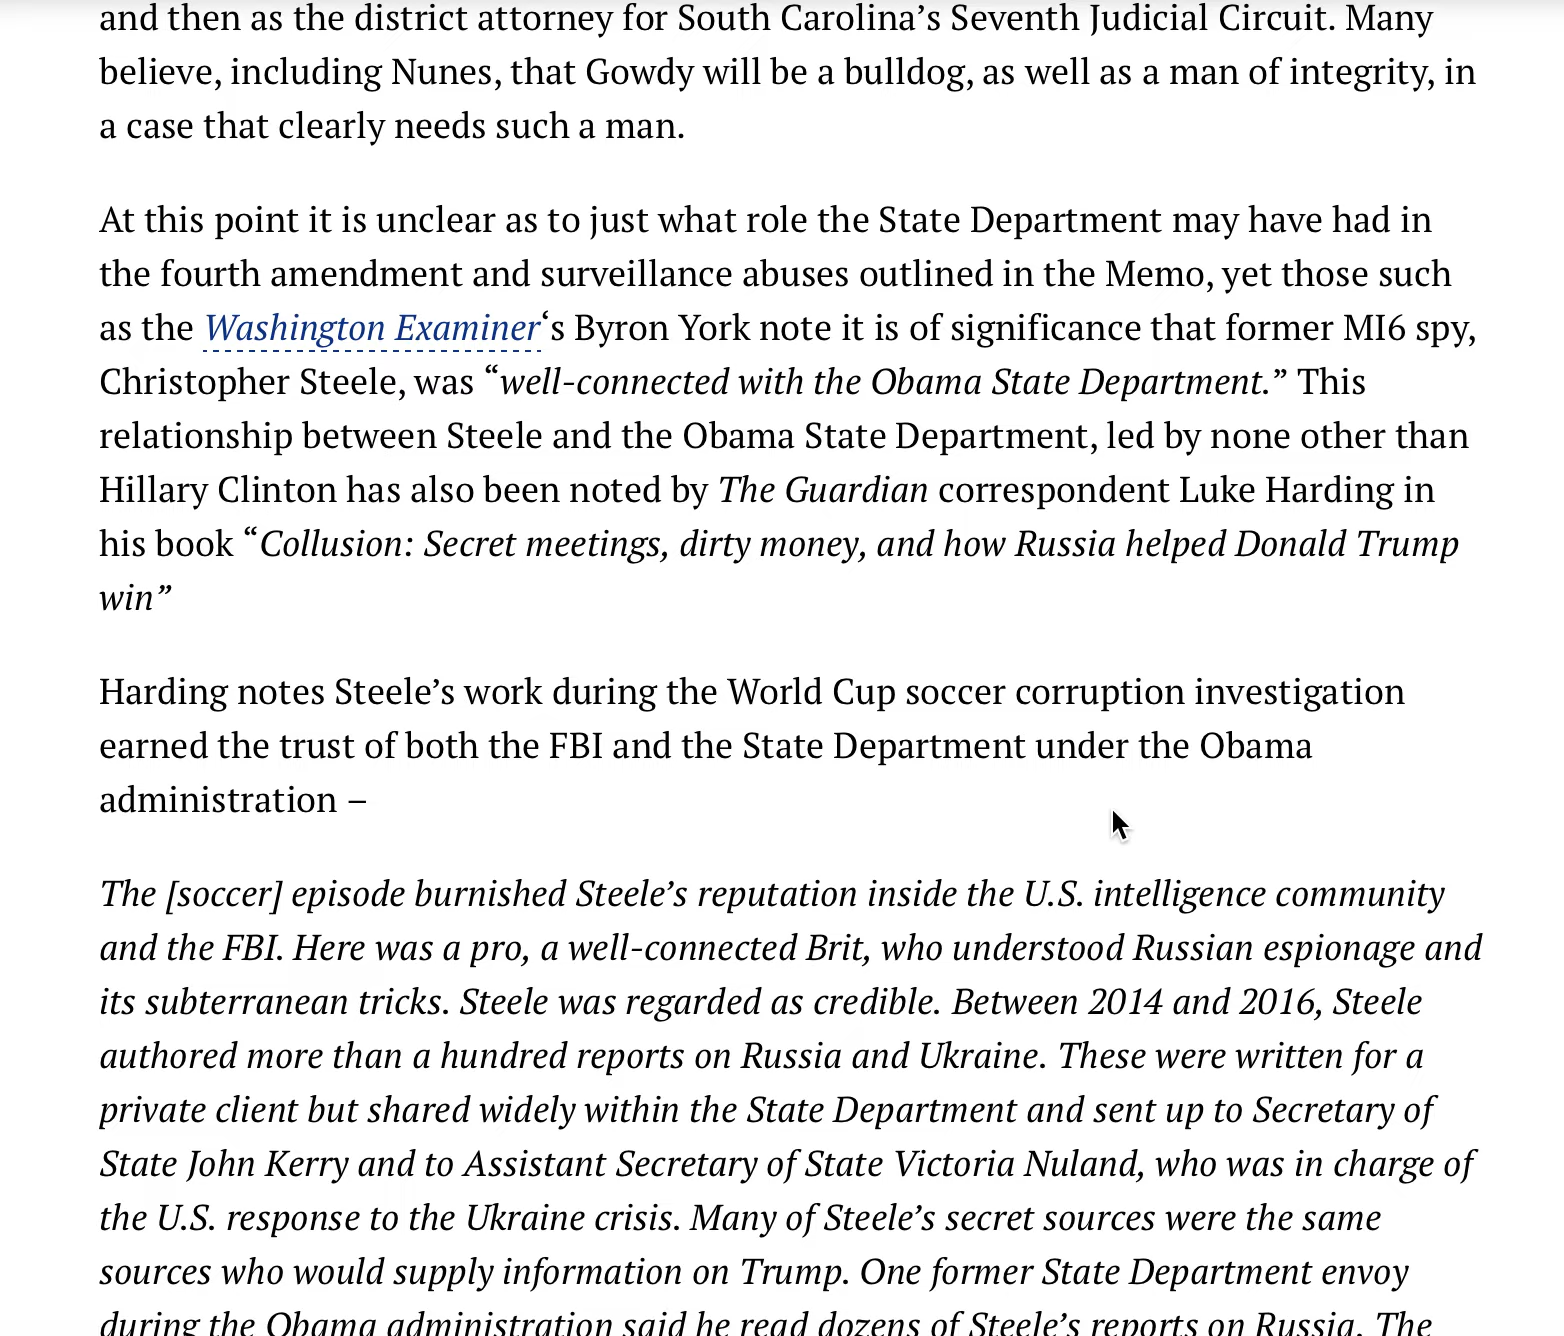 and then as the district attorney for South Carolina’s Seventh Judicial Circuit. Many
believe, including Nunes, that Gowdy will be a bulldog, as well as a man of integrity, in
a case that clearly needs such a man.
At this point it is unclear as to just what role the State Department may have had in
the fourth amendment and surveillance abuses outlined in the Memo, yet those such
as the Washington Examiner‘s Byron York note it is of significance that former MI6 spy,
Christopher Steele, was “well-connected with the Obama State Department.” This
relationship between Steele and the Obama State Department, led by none other than
Hillary Clinton has also been noted by The Guardian correspondent Luke Harding in
his book “Collusion: Secret meetings, dirty money, and how Russia helped Donald Trump
win”
Harding notes Steele’s work during the World Cup soccer corruption investigation
earned the trust of both the FBI and the State Department under the Obama
administration –
The [soccer] episode burnished Steele’s reputation inside the U.S. intelligence community
and the FBI. Here was a pro, a well-connected Brit, who understood Russian espionage and
its subterranean tricks. Steele was regarded as credible. Between 2014 and 2016, Steele
authored more than a hundred reports on Russia and Ukraine. These were written for a
private client but shared widely within the State Department and sent up to Secretary of
State John Kerry and to Assistant Secretary of State Victoria Nuland, who was in charge of
the U.S. response to the Ukraine crisis. Many of Steele’s secret sources were the same
sources who would supply information on Trump. One former State Department envoy
during the Obama administration said he read dozens of Steele’s reports on Russia. The